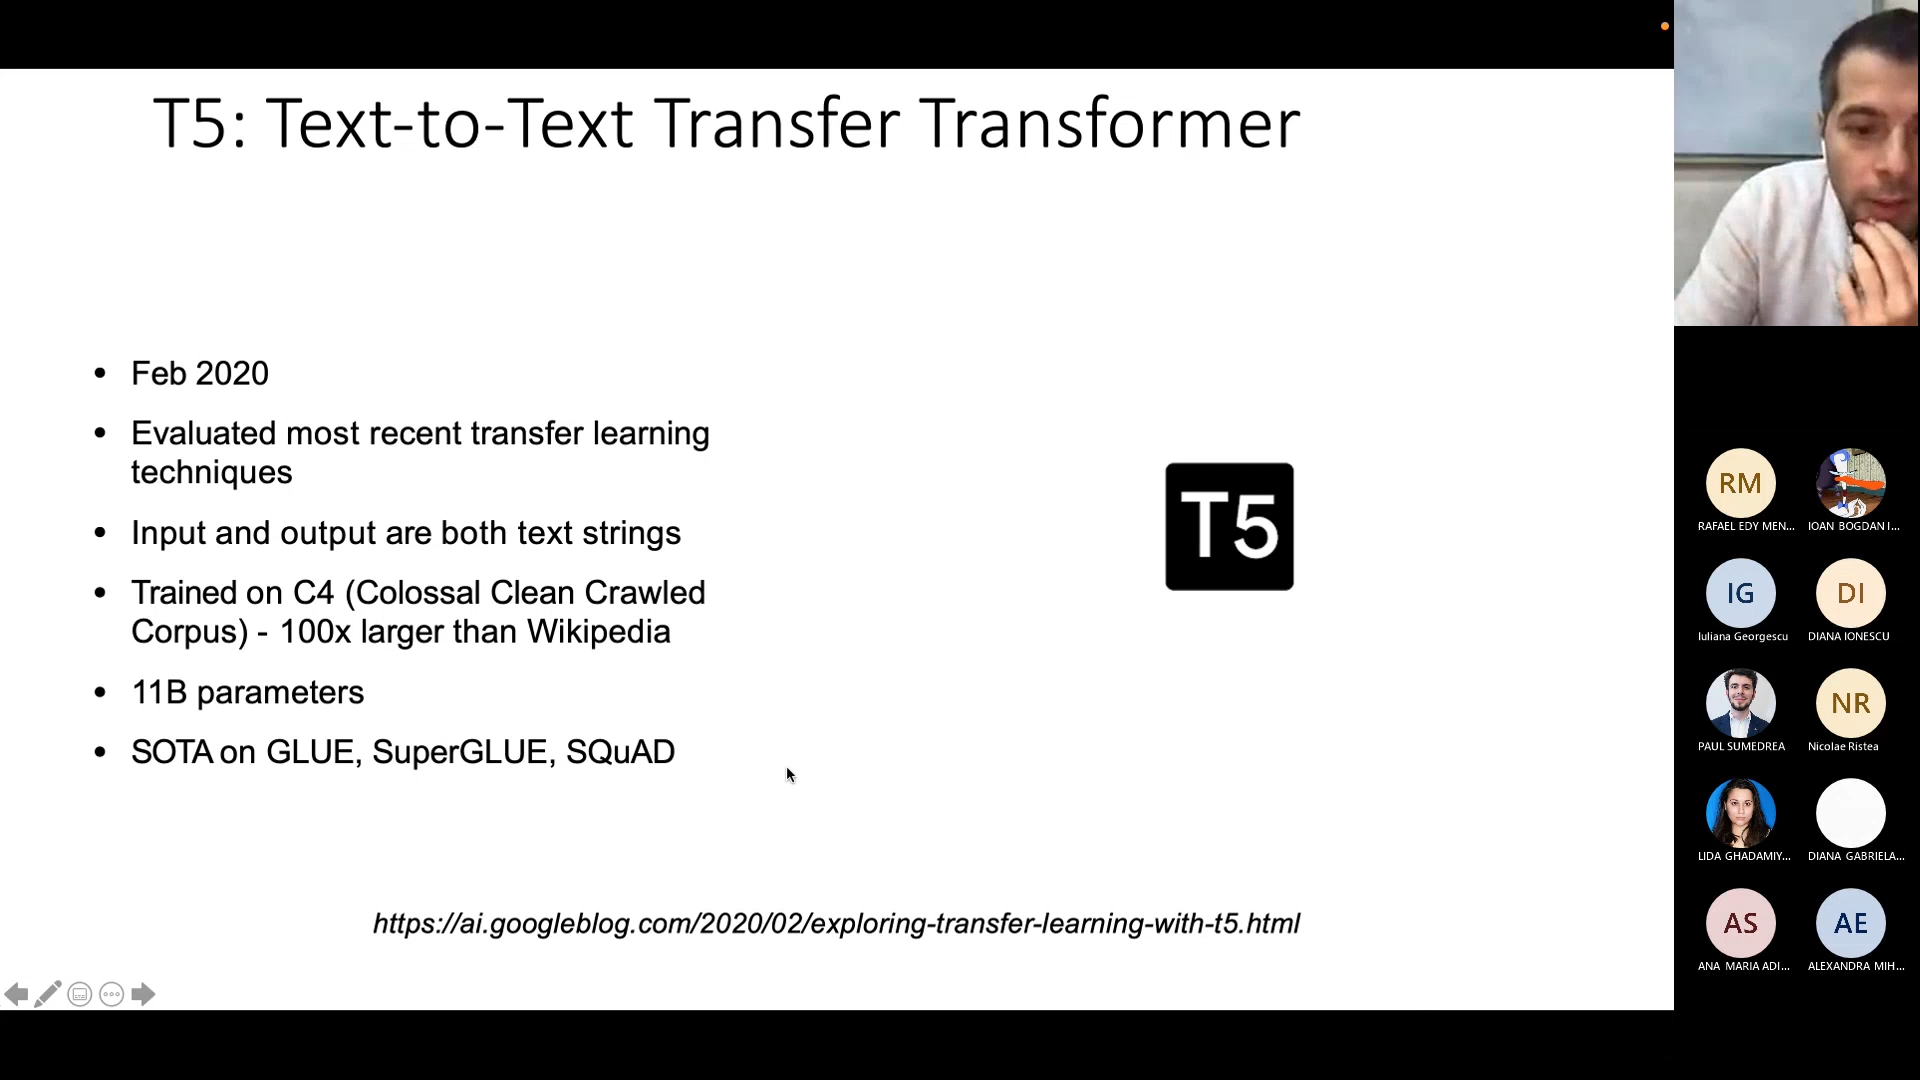 T5: Text-to-Text Transfer Transformer
• Feb 2020
• Evaluated most recent transfer learning
techniques
• Input and output are both text strings
• Trained on C4 (Colossal Clean Crawled
Corpus) - 100x larger than Wikipedia
• 11B parameters
• SOTA on GLUE, SuperGLUE, SQuAD
T5
https://ai.googleblog.com/2020/02/exploring-transfer-learning-with-t5.html
RM
RAFAEL EDY MEN...
IOAN BOGDAN I...
IG
Iuliana Georgescu
DI
DIANA IONESCU
PAUL SUMEDREA
NR
Nicolae Ristea
LIDA GHADAMIY...
DIANA GABRIELA...
AS
ANA MARIA ADI...
AE
ALEXANDRA MIH...